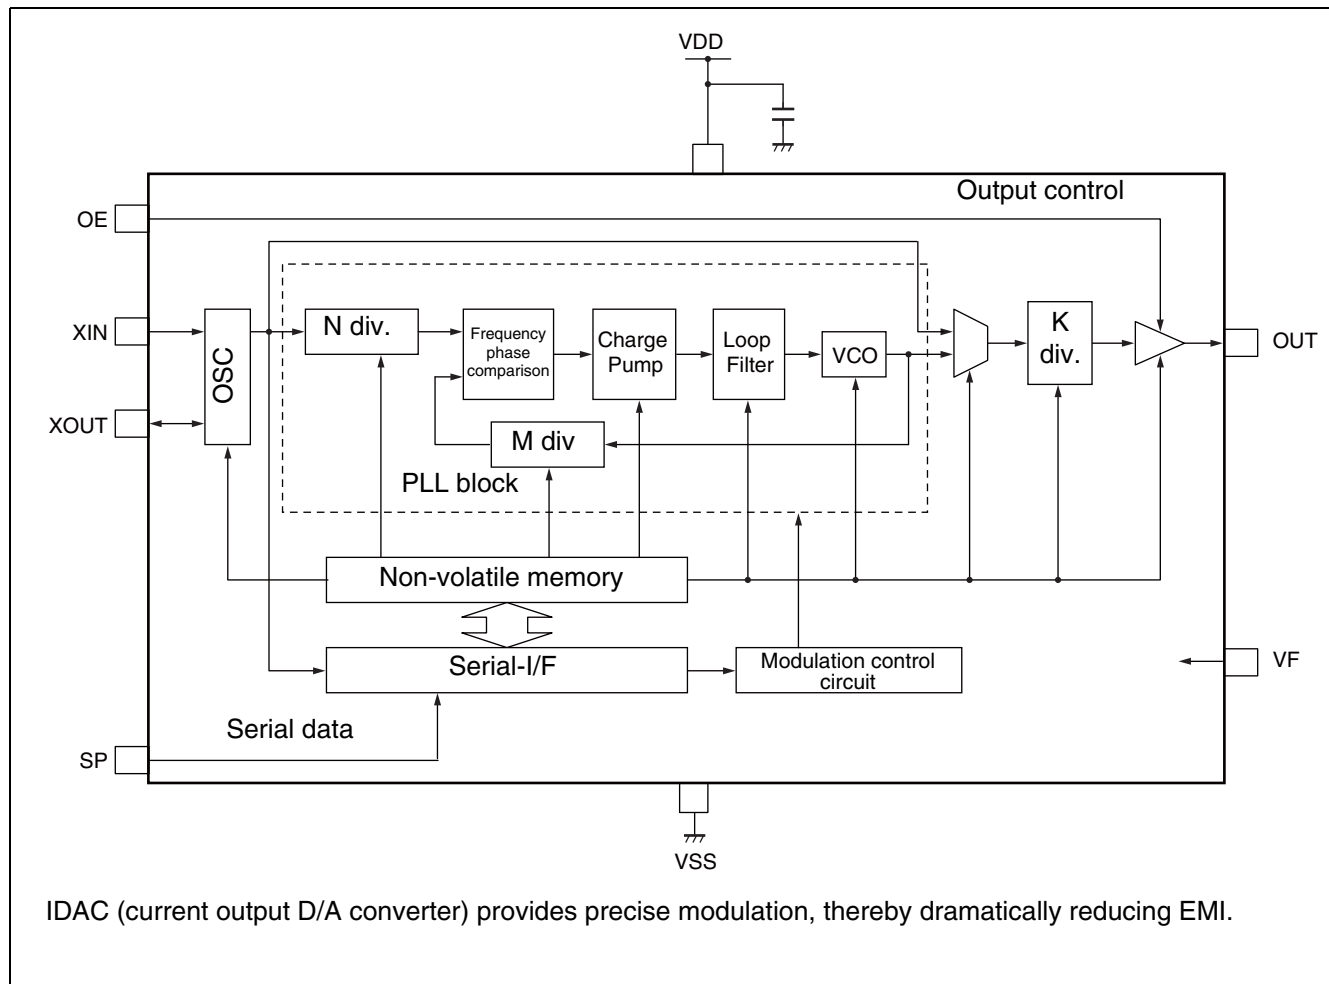 VDD
Output control
OE
XIN
OSC
N div.
Frequency
phase
comparison
Charge
Pump
Loop
Filter
VCO
K
div.
OUT
XOUT
M div
PLL block
Non-volatile memory
Serial-I/F
Modulation control
circuit
VF
Serial data
SP
VSS
IDAC (current output D/A converter) provides precise modulation, thereby dramatically reducing EMI.